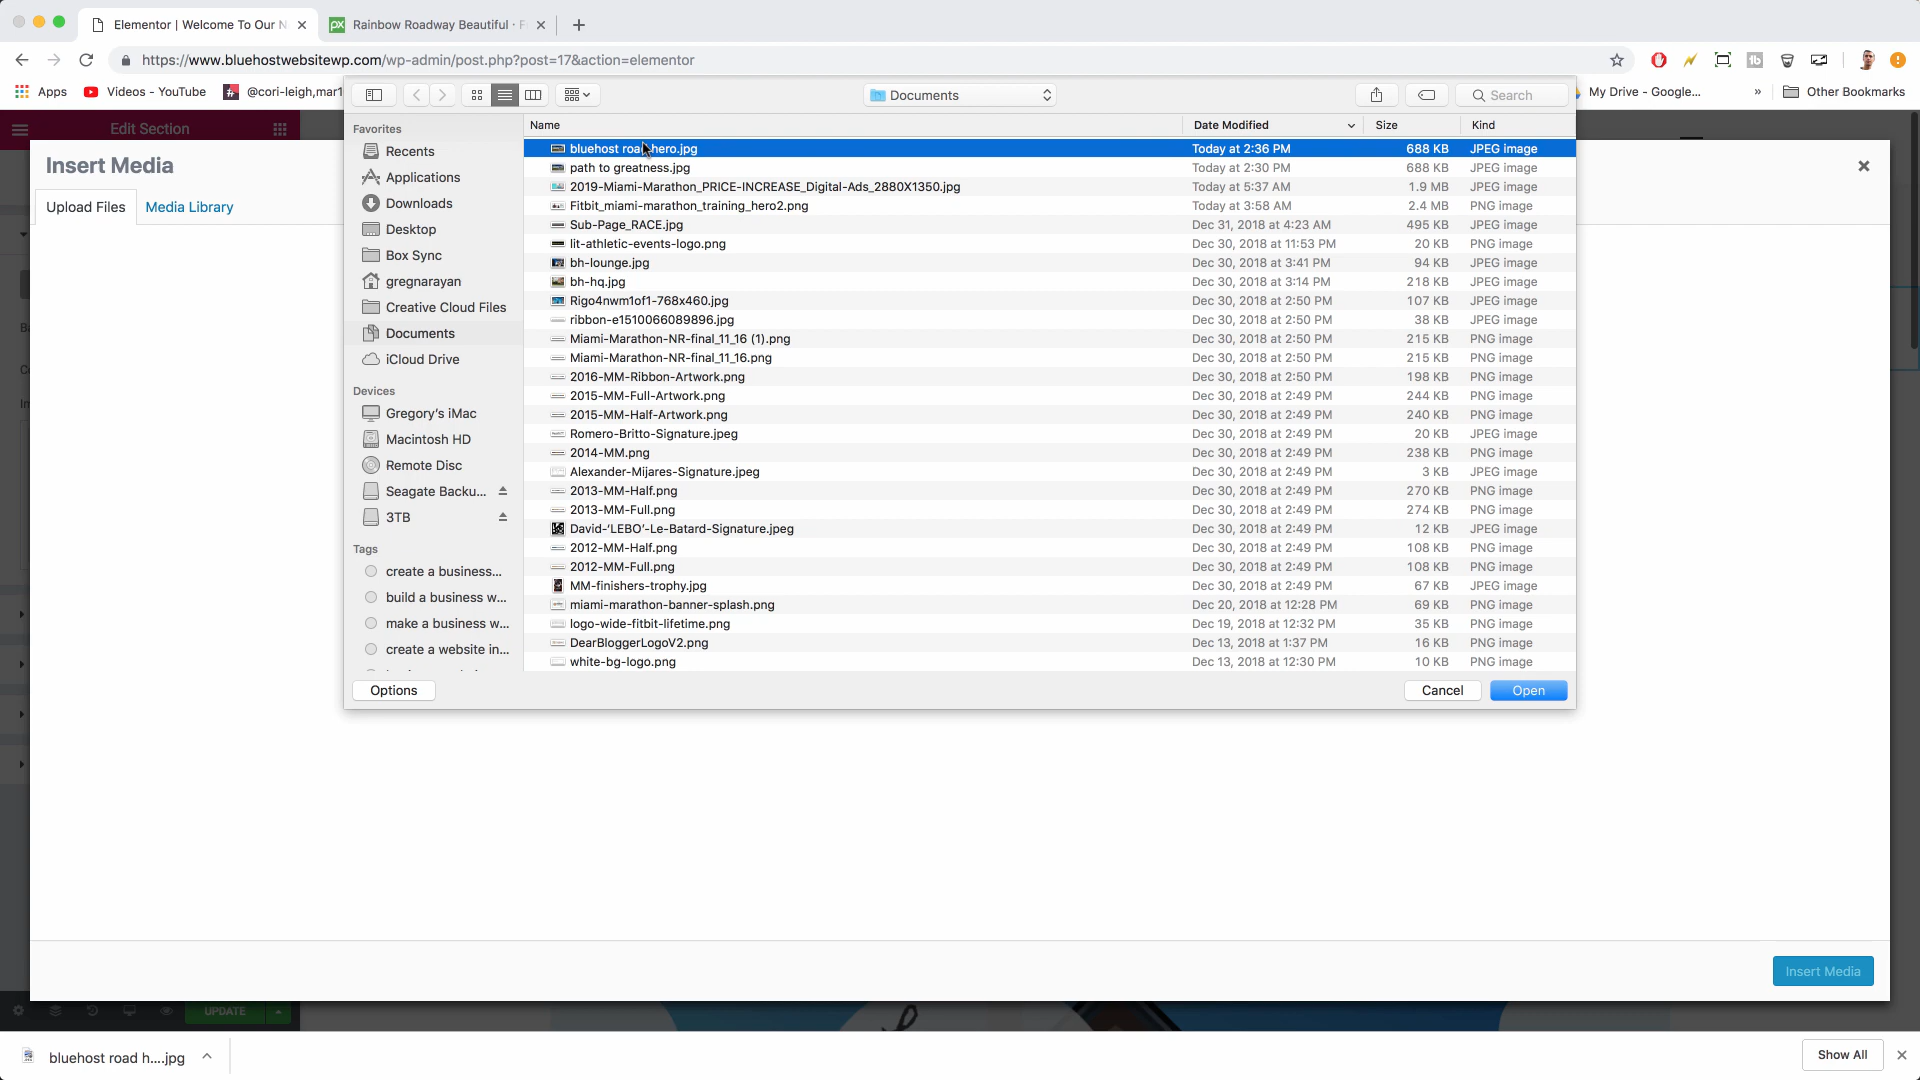 Elementor | Welcome To Our N
Rainbow Roadway Beautiful · F
https://www.bluehostwebsitewp.com/wp-admin/post.php?post=17&action=elementor
Apps
Videos - YouTube
@cori-leigh,mar1
My Drive - Google...
»
Other Bookmarks
Documents
Search
Edit Section
Insert Media
Upload Files
Media Library
Favorites
Recents
Applications
Downloads
Desktop
Box Sync
gregnarayan
Creative Cloud Files
Documents
iCloud Drive
Devices
Gregory's iMac
Macintosh HD
Remote Disc
Seagate Backu...
3TB
Tags
create a business...
build a business w...
make a business w...
create a website in...
Name Date Modified Size Kind
bluehost road hero.jpg Today at 2:36 PM 688 KB JPEG image
path to greatness.jpg Today at 2:30 PM 688 KB JPEG image
2019-Miami-Marathon_PRICE-INCREASE_Digital-Ads_2880X1350.jpg Today at 5:37 AM 1.9 MB JPEG image
Fitbit_miami-marathon_training_hero2.png Today at 3:58 AM 2.4 MB PNG image
Sub-Page_RACE.jpg Dec 31, 2018 at 4:23 AM 495 KB JPEG image
lit-athletic-events-logo.png Dec 30, 2018 at 11:53 PM 20 KB PNG image
bh-lounge.jpg Dec 30, 2018 at 3:41 PM 94 KB JPEG image
bh-hq.jpg Dec 30, 2018 at 3:14 PM 218 KB JPEG image
Rigo4nwm1of1-768x460.jpg Dec 30, 2018 at 2:50 PM 107 KB JPEG image
ribbon-e1510066089896.jpg Dec 30, 2018 at 2:50 PM 38 KB JPEG image
Miami-Marathon-NR-final_11_16 (1).png Dec 30, 2018 at 2:50 PM 215 KB PNG image
Miami-Marathon-NR-final_11_16.png Dec 30, 2018 at 2:50 PM 215 KB PNG image
2016-MM-Ribbon-Artwork.png Dec 30, 2018 at 2:50 PM 198 KB PNG image
2015-MM-Full-Artwork.png Dec 30, 2018 at 2:49 PM 244 KB PNG image
2015-MM-Half-Artwork.png Dec 30, 2018 at 2:49 PM 240 KB PNG image
Romero-Britto-Signature.jpeg Dec 30, 2018 at 2:49 PM 20 KB JPEG image
2014-MM.png Dec 30, 2018 at 2:49 PM 238 KB PNG image
Alexander-Mijares-Signature.jpeg Dec 30, 2018 at 2:49 PM 3 KB JPEG image
2013-MM-Half.png Dec 30, 2018 at 2:49 PM 270 KB PNG image
2013-MM-Full.png Dec 30, 2018 at 2:49 PM 274 KB PNG image
David-'LEBO'-Le-Batard-Signature.jpeg Dec 30, 2018 at 2:49 PM 12 KB JPEG image
2012-MM-Half.png Dec 30, 2018 at 2:49 PM 108 KB PNG image
2012-MM-Full.png Dec 30, 2018 at 2:49 PM 108 KB PNG image
MM-finishers-trophy.jpg Dec 30, 2018 at 2:49 PM 67 KB JPEG image
miami-marathon-banner-splash.png Dec 20, 2018 at 12:28 PM 69 KB PNG image
logo-wide-fitbit-lifetime.png Dec 19, 2018 at 12:32 PM 35 KB PNG image
DearBloggerLogoV2.png Dec 13, 2018 at 1:37 PM 16 KB PNG image
white-bg-logo.png Dec 13, 2018 at 12:30 PM 10 KB PNG image
Options
Cancel
Open
Insert Media
UPDATE
bluehost road h....jpg
Show All